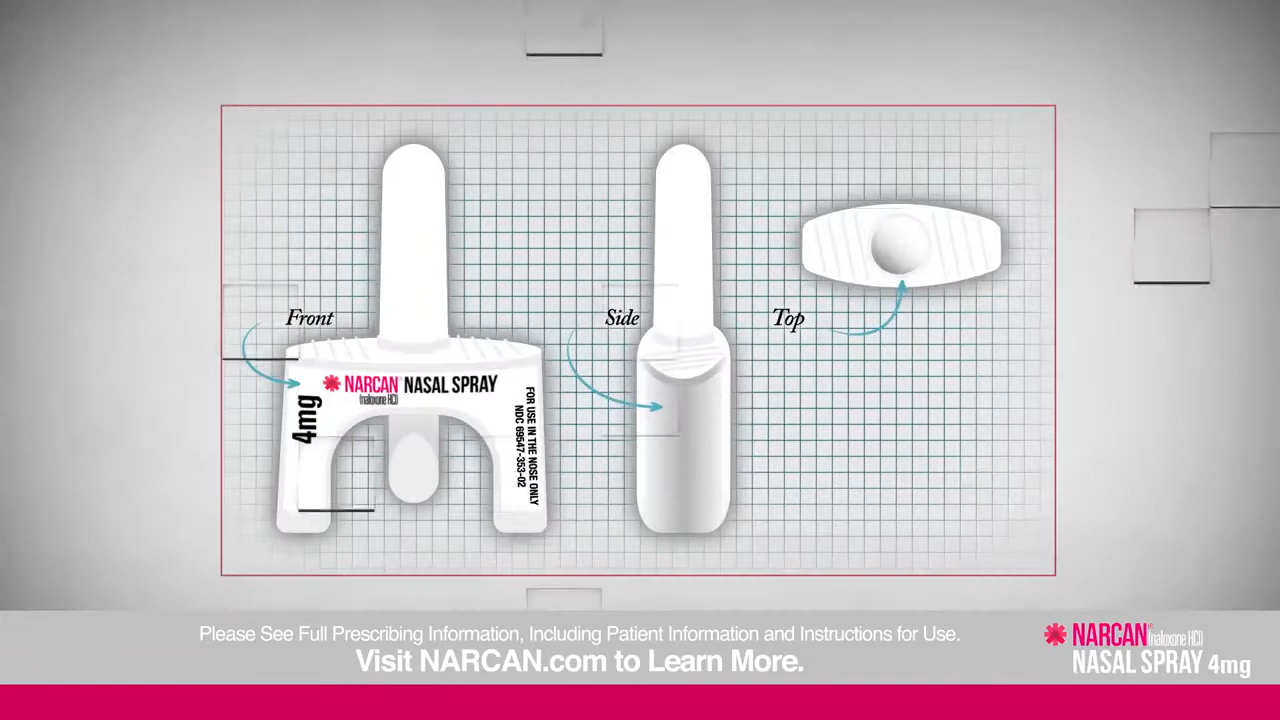 Front
Side
Top
NARCAN NASAL SPRAY
(naloxone HCl)
4mg
FOR USE IN THE NOSE ONLY
NDC 69547-353-02
Please See Full Prescribing Information, Including Patient Information and Instructions for Use.
Visit NARCAN.com to Learn More.
NARCAN® (naloxone HCl)
NASAL SPRAY 4mg